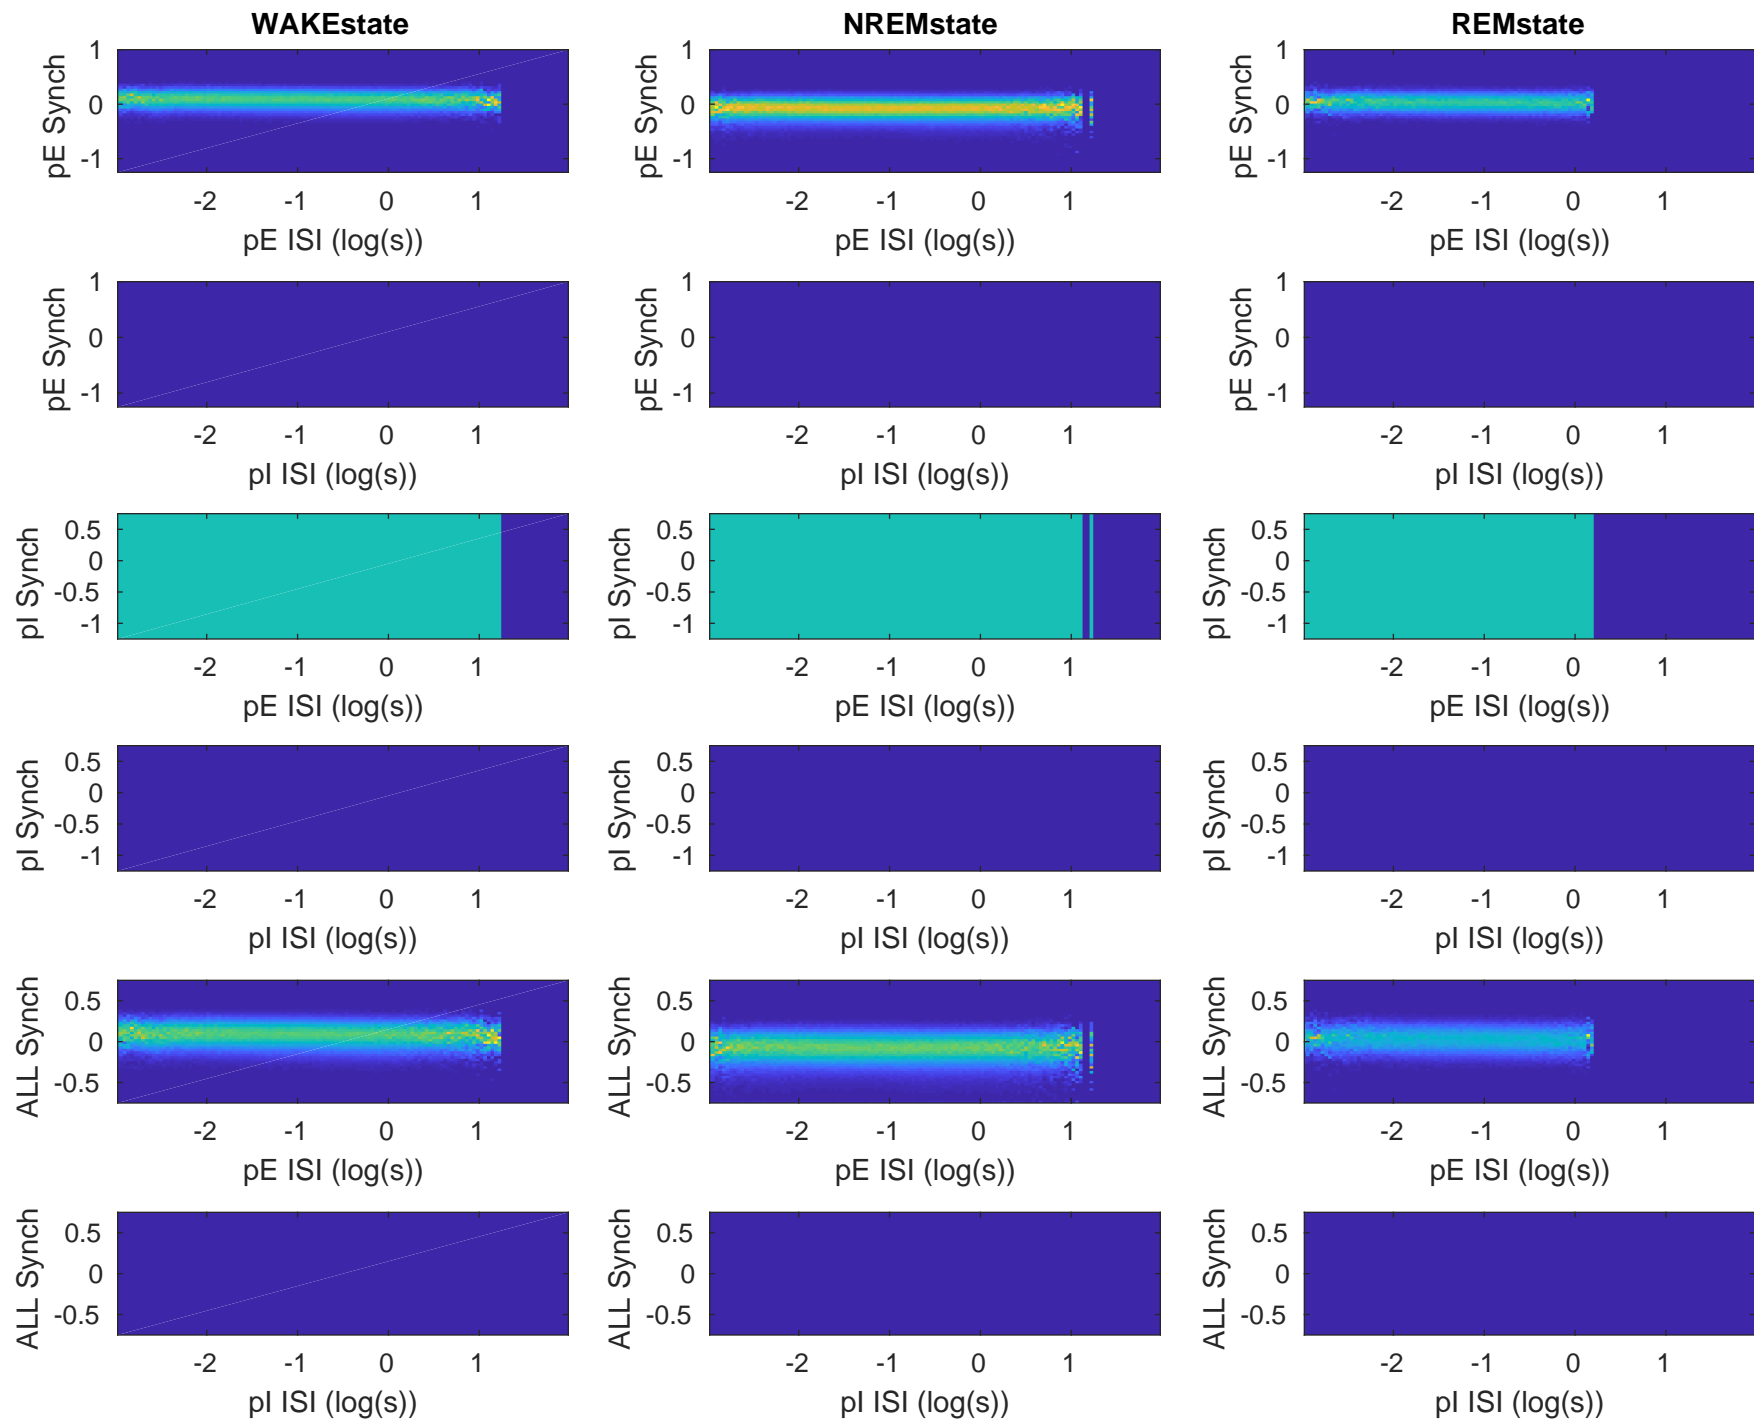 WAKEstate NREMstate REMstate
1 1 1
pE Synch 0 pE Synch 0 pE Synch 0
-1 -1 -1
-2 -1 0 1 -2 -1 0 1 -2 -1 0 1
pE ISI (log(s)) pE ISI (log(s)) pE ISI (log(s))
1 1 1
pE Synch 0 pE Synch 0 pE Synch 0
-1 -1 -1
-2 -1 0 1 -2 -1 0 1 -2 -1 0 1
pI ISI (log(s)) pI ISI (log(s)) pI ISI (log(s))
0.5 0.5 0.5
pI Synch 0 pI Synch 0 pI Synch 0
-0.5 -0.5 -0.5
-1 -1 -1
-2 -1 0 1 -2 -1 0 1 -2 -1 0 1
pE ISI (log(s)) pE ISI (log(s)) pE ISI (log(s))
0.5 0.5 0.5
pI Synch 0 pI Synch 0 pI Synch 0
-0.5 -0.5 -0.5
-1 -1 -1
-2 -1 0 1 -2 -1 0 1 -2 -1 0 1
pI ISI (log(s)) pI ISI (log(s)) pI ISI (log(s))
0.5 0.5 0.5
ALL Synch 0 ALL Synch 0 ALL Synch 0
-0.5 -0.5 -0.5
-2 -1 0 1 -2 -1 0 1 -2 -1 0 1
pE ISI (log(s)) pE ISI (log(s)) pE ISI (log(s))
0.5 0.5 0.5
ALL Synch 0 ALL Synch 0 ALL Synch 0
-0.5 -0.5 -0.5
-2 -1 0 1 -2 -1 0 1 -2 -1 0 1
pI ISI (log(s)) pI ISI (log(s)) pI ISI (log(s))